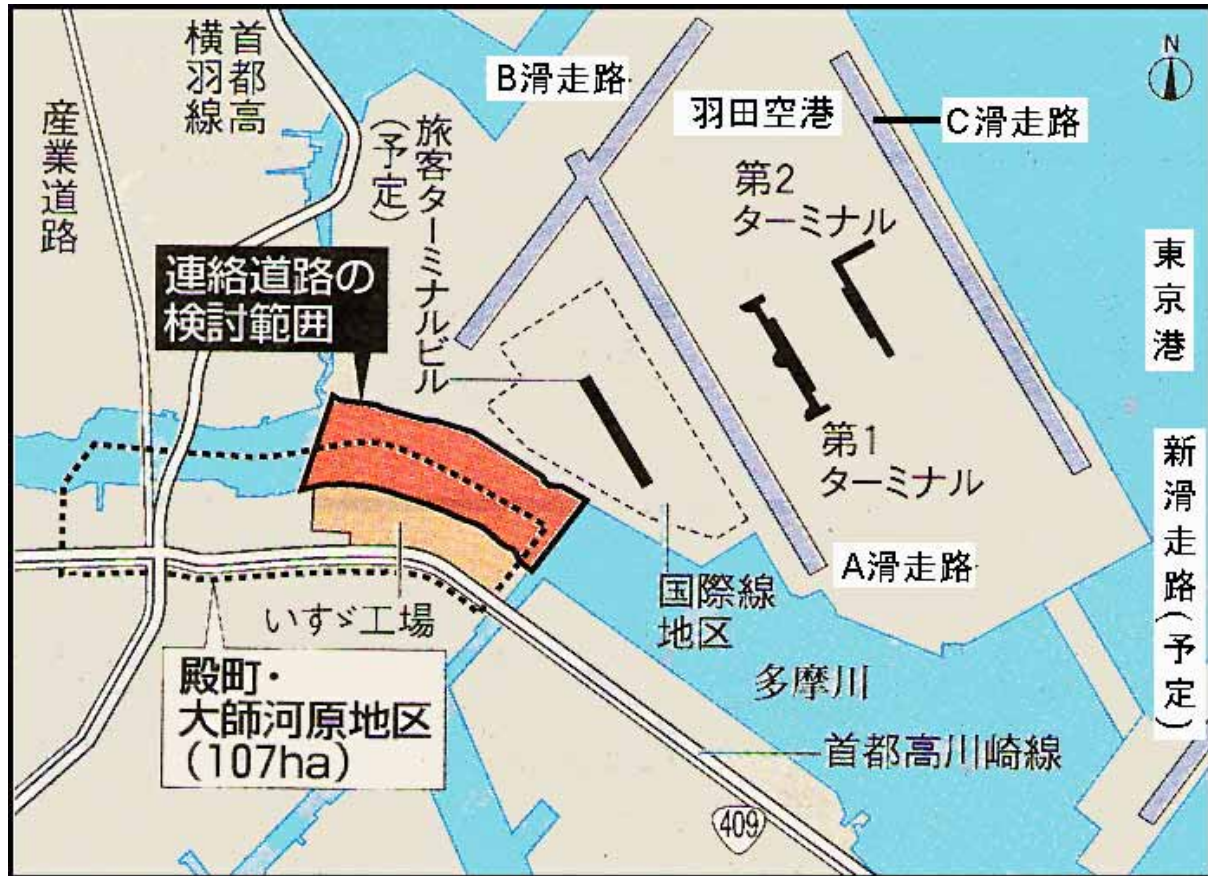 首都高
横羽線
産業道路
B滑走路
羽田空港
C滑走路
N
旅客ターミナルビル
(予定)
第2
ターミナル
連絡道路の
検討範囲
東京港
第1
ターミナル
新滑走路(予定)
A滑走路
国際線
地区
いすゞ工場
殿町・
大師河原地区
(107ha)
多摩川
首都高川崎線
409